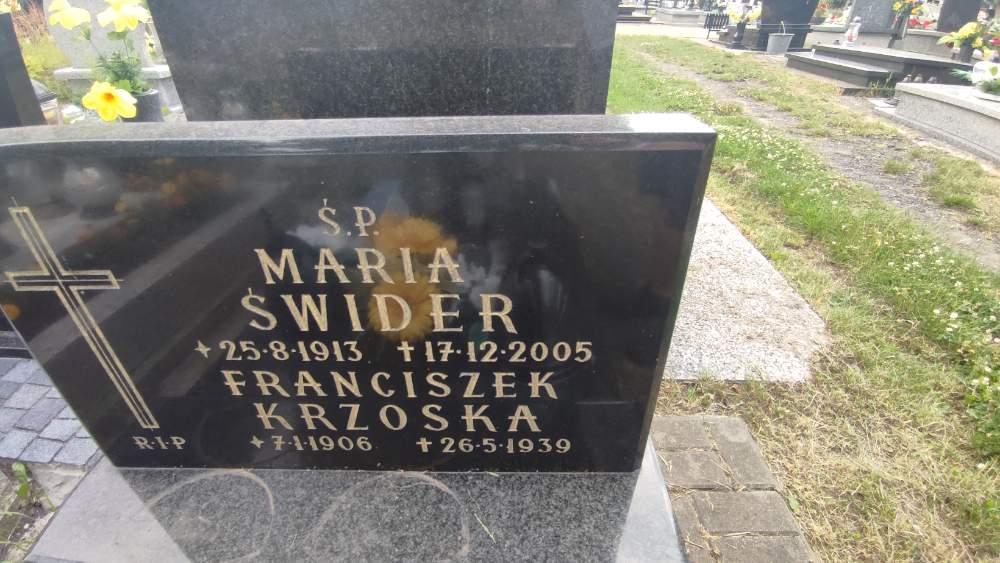 Ś.P.
MARIA
ŚWIDER
25·8·1913 17·12·2005
FRANCISZEK
KRZOSKA
7·1·1906 26·5·1939
R·I·P